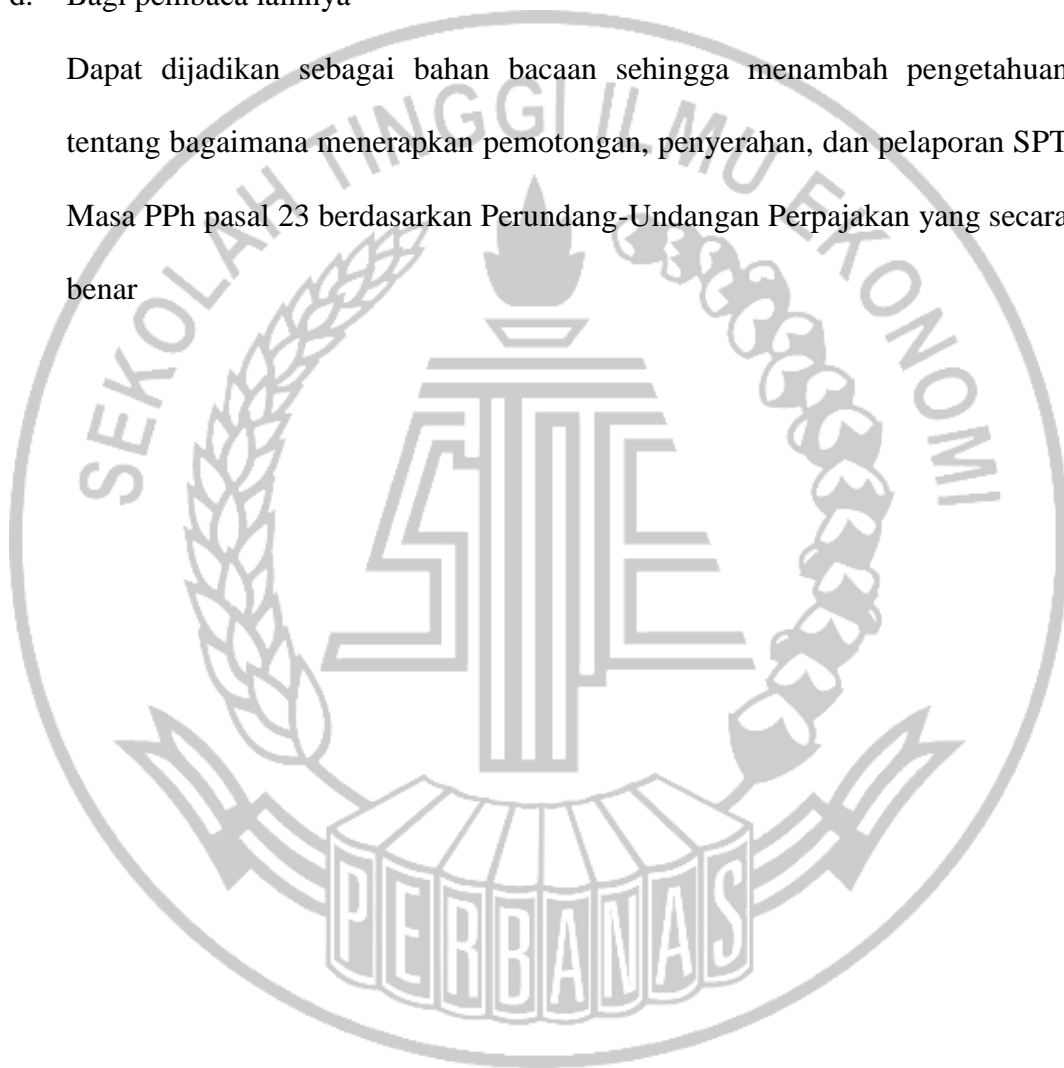 d. Bagi pembaca lainnya
Dapat dijadikan sebagai bahan bacaan sehingga menambah pengetahuan
tentang bagaimana menerapkan pemotongan, penyerahan, dan pelaporan SPT
Masa PPh pasal 23 berdasarkan Perundang-Undangan Perpajakan yang secara
benar
SEKOLAH TINGGI ILMU EKONOMI
STIE
PERBANAS